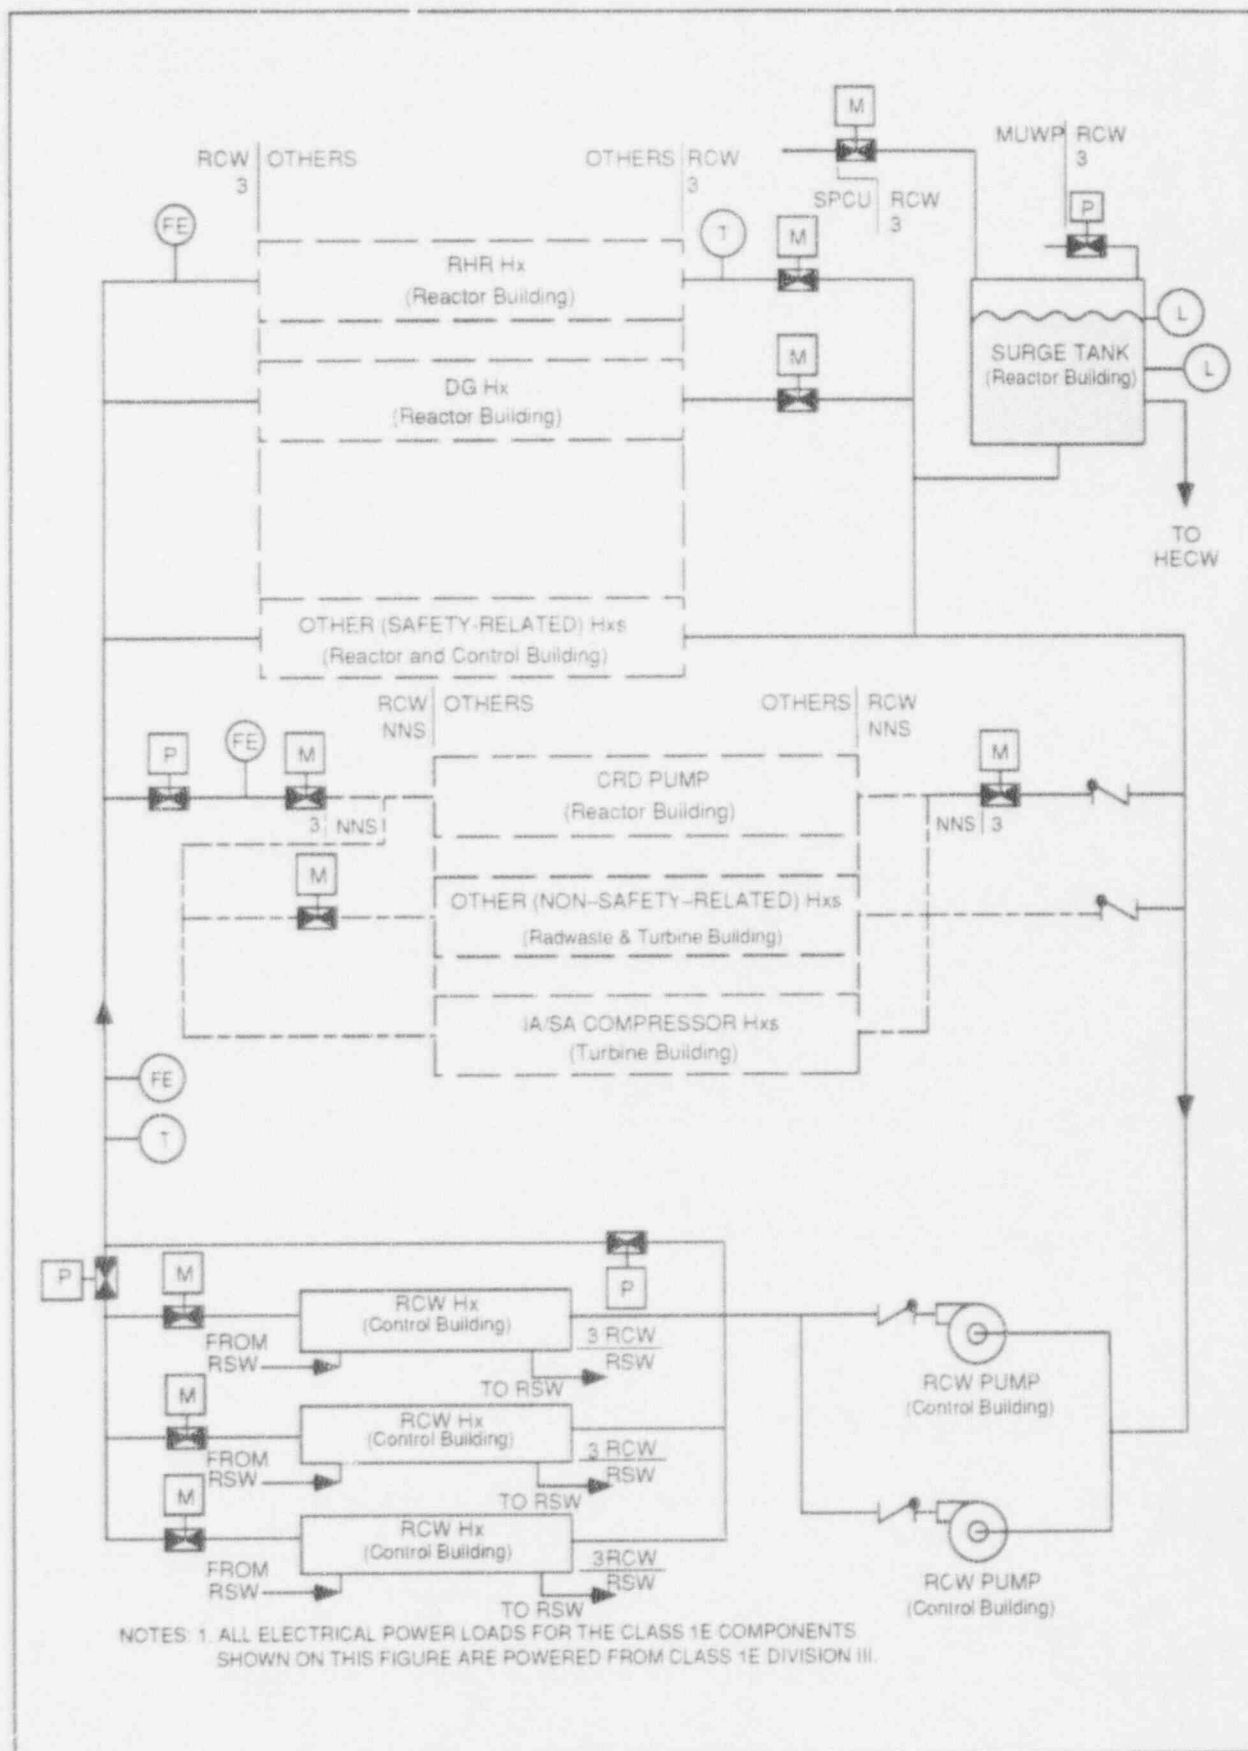 M
MUWP RCW
3
RCW OTHERS
3
OTHERS RCW
3
SPCU RCW
3
P
FE
T
M
RHR Hx
(Reactor Building)
L
SURGE TANK
(Reactor Building)
L
M
DG Hx
(Reactor Building)
TO
HECW
OTHER (SAFETY-RELATED) Hxs
(Reactor and Control Building)
RCW OTHERS
NNS
OTHERS RCW
NNS
P
FE
M
M
CRD PUMP
(Reactor Building)
3 NNS
NNS 3
M
OTHER (NON-SAFETY-RELATED) Hxs
(Radwaste & Turbine Building)
IA/SA COMPRESSOR Hxs
(Turbine Building)
FE
T
P
M
P
RCW Hx
(Control Building)
FROM
RSW
3 RCW
RSW
TO RSW
RCW PUMP
(Control Building)
M
RCW Hx
(Control Building)
FROM
RSW
3 RCW
RSW
TO RSW
M
RCW Hx
(Control Building)
FROM
RSW
3 RCW
RSW
TO RSW
RCW PUMP
(Control Building)
NOTES: 1. ALL ELECTRICAL POWER LOADS FOR THE CLASS 1E COMPONENTS
SHOWN ON THIS FIGURE ARE POWERED FROM CLASS 1E DIVISION III.